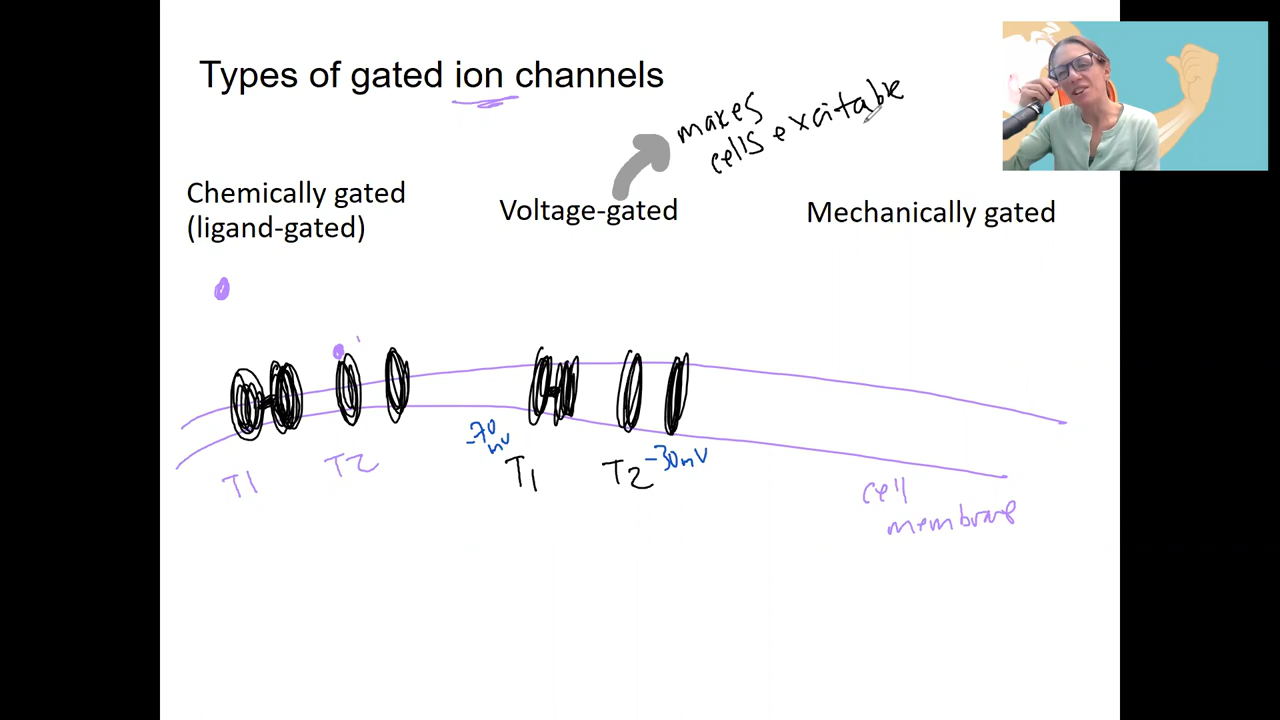 Types of gated ion channels
makes
cells excitable
Chemically gated
(ligand-gated)
Voltage-gated
Mechanically gated
-70
mV
T1
T2
T1
T2
-30mV
cell
membrane